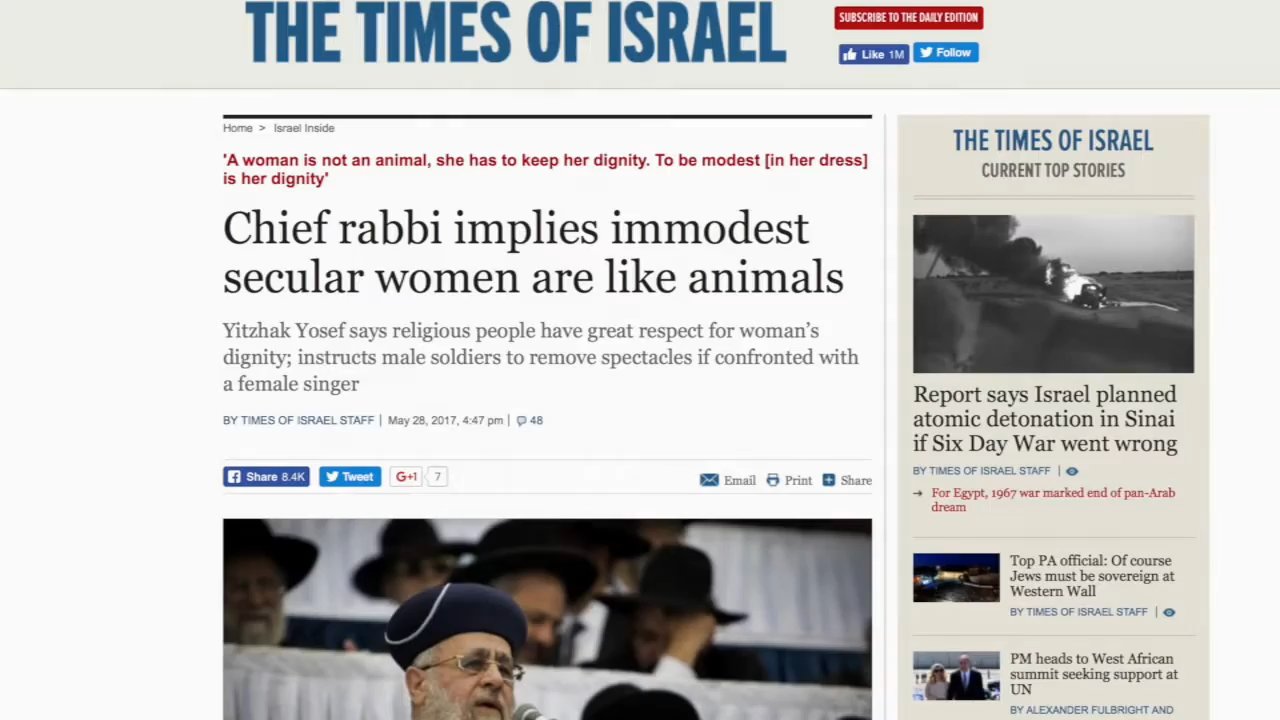 THE TIMES OF ISRAEL
SUBSCRIBE TO THE DAILY EDITION
Like 1M
Follow
Home > Israel Inside
'A woman is not an animal, she has to keep her dignity. To be modest [in her dress]
is her dignity'
Chief rabbi implies immodest
secular women are like animals
Yitzhak Yosef says religious people have great respect for woman's
dignity; instructs male soldiers to remove spectacles if confronted with
a female singer
BY TIMES OF ISRAEL STAFF | May 28, 2017, 4:47 pm | 48
Share 8.4K
Tweet
G+1
7
Email
Print
Share
THE TIMES OF ISRAEL
CURRENT TOP STORIES
Report says Israel planned
atomic detonation in Sinai
if Six Day War went wrong
BY TIMES OF ISRAEL STAFF |
→ For Egypt, 1967 war marked end of pan-Arab
dream
Top PA official: Of course
Jews must be sovereign at
Western Wall
BY TIMES OF ISRAEL STAFF |
PM heads to West African
summit seeking support at
UN
BY ALEXANDER FULBRIGHT AND